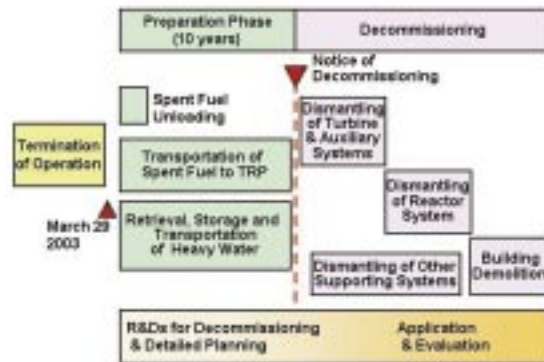 Preparation Phase
(10 years)
Decommissioning
Notice of
Decommissioning
Spent Fuel
Unloading
Termination
of Operation
Transportation of
Spent Fuel to TRP
March 29
2003
Retrieval, Storage and
Transportation
of Heavy Water
Dismantling
of Turbine
& Auxiliary
Systems
Dismantling
of Reactor
System
Dismantling of Other
Supporting Systems
Building
Demolition
R&Ds for Decommissioning
& Detailed Planning
Application
& Evaluation